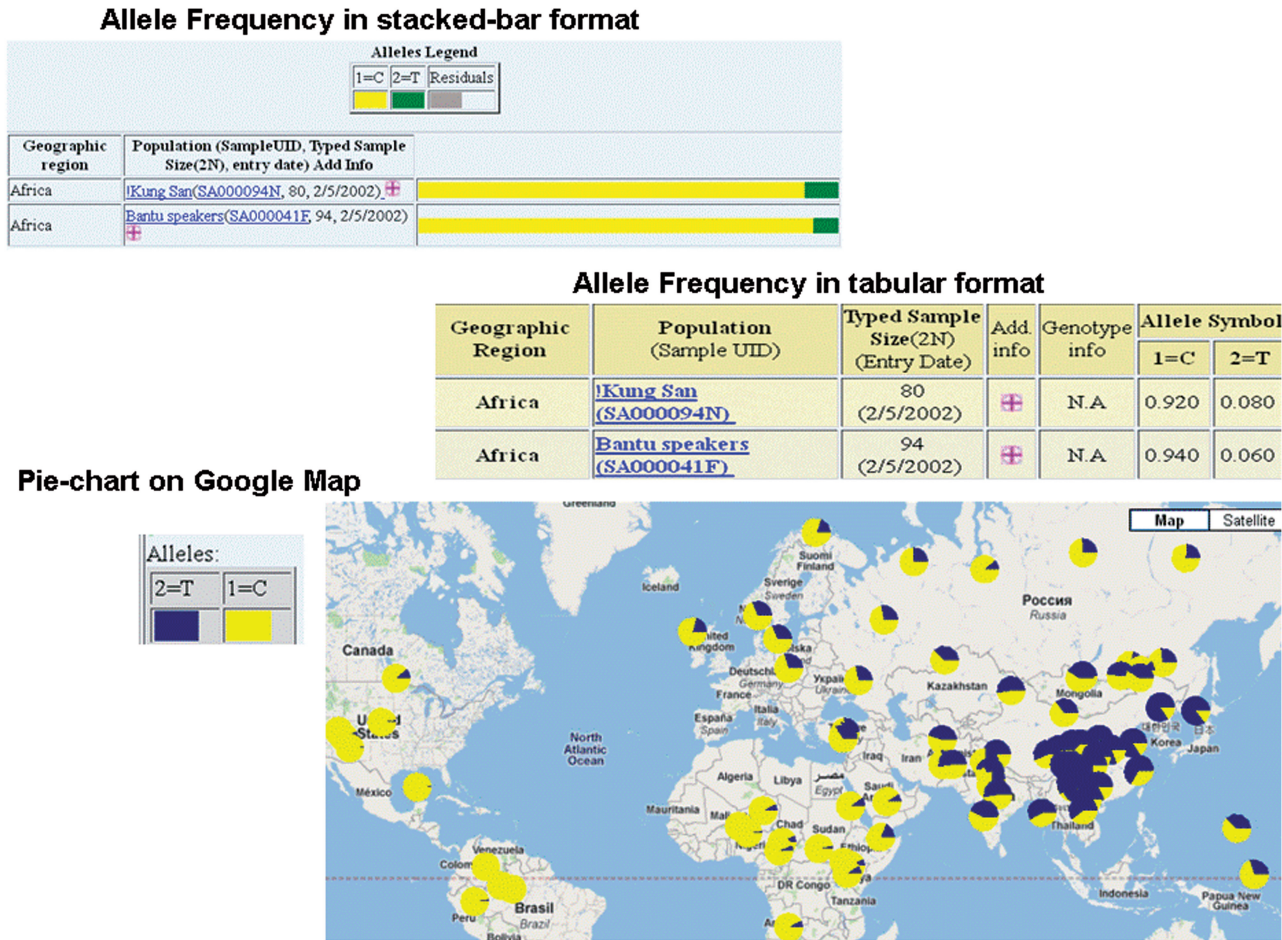 Allele Frequency in stacked-bar format
Alleles Legend
1=C 2=T Residuals
Geographic region
Population (SampleUID, Typed Sample Size(2N), entry date) Add Info
Africa
!Kung San(SA000094N, 80, 2/5/2002)
Africa
Bantu speakers(SA000041F, 94, 2/5/2002)
Allele Frequency in tabular format
Geographic Region
Population (Sample UID)
Typed Sample Size(2N) (Entry Date)
Add. info
Genotype info
Allele Symbol
1=C 2=T
Africa
!Kung San (SA000094N)
80 (2/5/2002)
N.A
0.920 0.080
Africa
Bantu speakers (SA000041F)
94 (2/5/2002)
N.A
0.940 0.060
Pie-chart on Google Map
Alleles:
2=T 1=C
Map Satellite
Greenland
Iceland
Suomi
Finland
Sverige
Sweden
Россия
Russia
Canada
Kingdom
Germany
France
Kazakhstan
Mongolia
España
Spain
Italia
Italy
North
Atlantic
Ocean
Iraq
Iran
Korea
Japan
日本
México
Algeria
Libya
مصر
Egypt
Mauritania
Chad
Sudan
Thailand
Venezuela
DR Congo
Tanzania
Indonesia
Papua New
Guinea
Peru
Brasil
Brazil
Bolivia